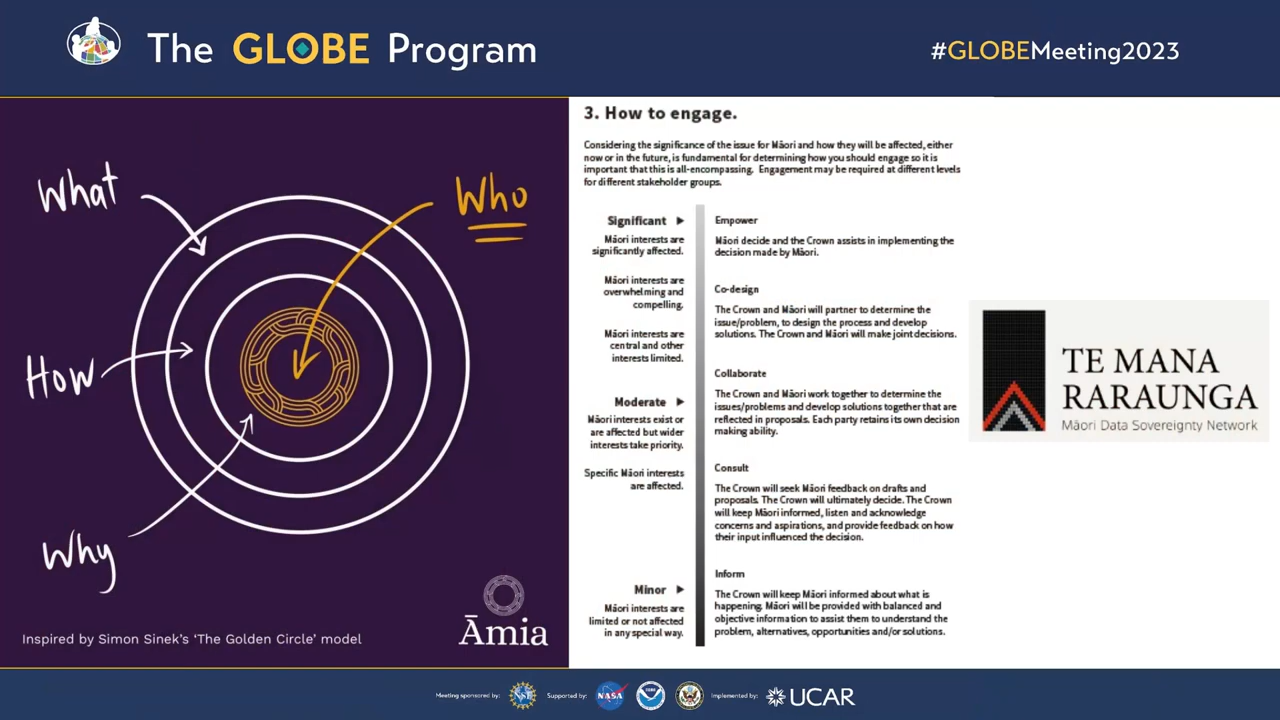 The GLOBE Program
#GLOBEMeeting2023
What
Who
How
Why
Inspired by Simon Sinek's 'The Golden Circle' model
Āmia
3. How to engage.
Considering the significance of the issue for Māori and how they will be affected, either
now or in the future, is fundamental for determining how you should engage so it is
important that this is all-encompassing. Engagement may be required at different levels
for different stakeholder groups.
Significant
Māori interests are
significantly affected.
Māori interests are
overwhelming and
compelling.
Māori interests are
central and other
interests limited.
Moderate
Māori interests exist or
are affected but wider
interests take priority.
Specific Māori interests
are affected.
Minor
Māori interests are
limited or not affected
in any special way.
Empower
Māori decide and the Crown assists in implementing the
decision made by Māori.
Co-design
The Crown and Māori will partner to determine the
issue/problem, to design the process and develop
solutions. The Crown and Māori will make joint decisions.
Collaborate
The Crown and Māori work together to determine the
issues/problems and develop solutions together that are
reflected in proposals. Each party retains its own decision
making ability.
Consult
The Crown will seek Māori feedback on drafts and
proposals. The Crown will ultimately decide. The Crown
will keep Māori informed, listen and acknowledge
concerns and aspirations, and provide feedback on how
their input influenced the decision.
Inform
The Crown will keep Māori informed about what is
happening. Māori will be provided with balanced and
objective information to assist them to understand the
problem, alternatives, opportunities and/or solutions.
TE MANA
RARAUNGA
Māori Data Sovereignty Network
Meeting sponsored by:
NSF
Supported by:
NASA
Implemented by:
UCAR